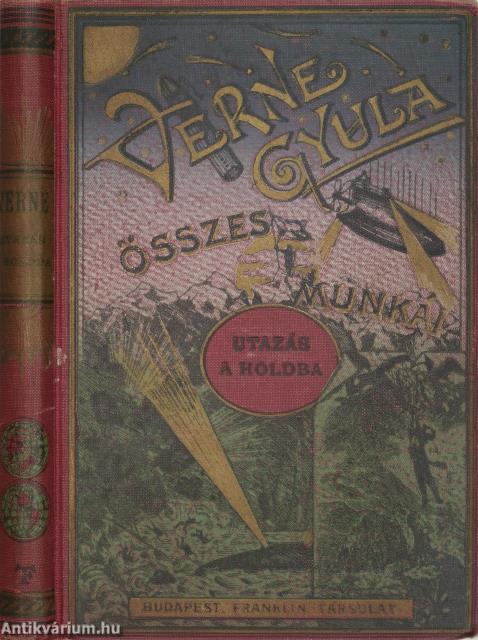 VERNE
GYULA
ÖSSZES
MUNKÁI
UTAZÁS
A HOLDBA
BUDAPEST, FRANKLIN-TÁRSULAT.
VERNE
UTAZÁS
A HOLDBA
Antikvárium.hu